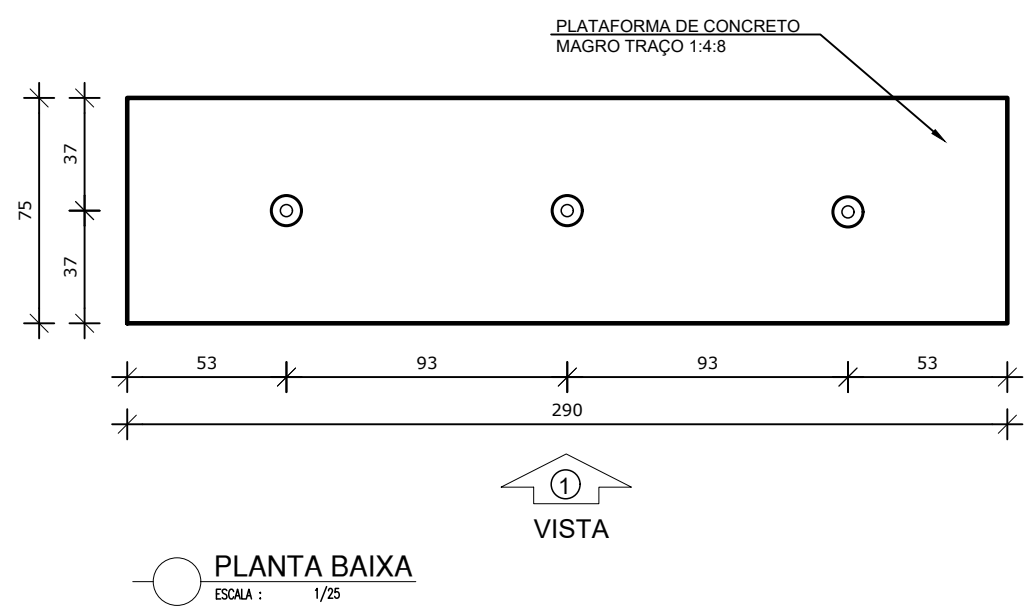 PLATAFORMA DE CONCRETO
MAGRO TRAÇO 1:4:8
37
75
37
53 93 93 53
290
1
VISTA
PLANTA BAIXA
ESCALA : 1/25